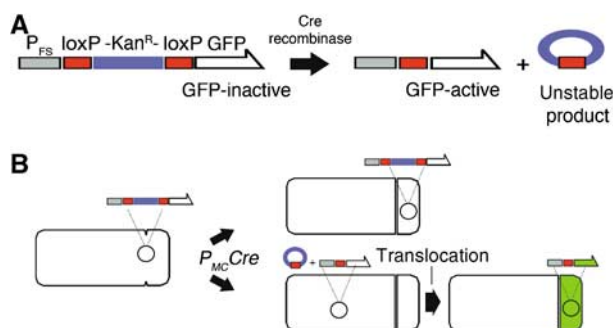 A
P_FS loxP -Kan^R- loxP GFP
GFP-inactive
Cre
recombinase
GFP-active
+
Unstable
product
B
P_MC Cre
+
Translocation